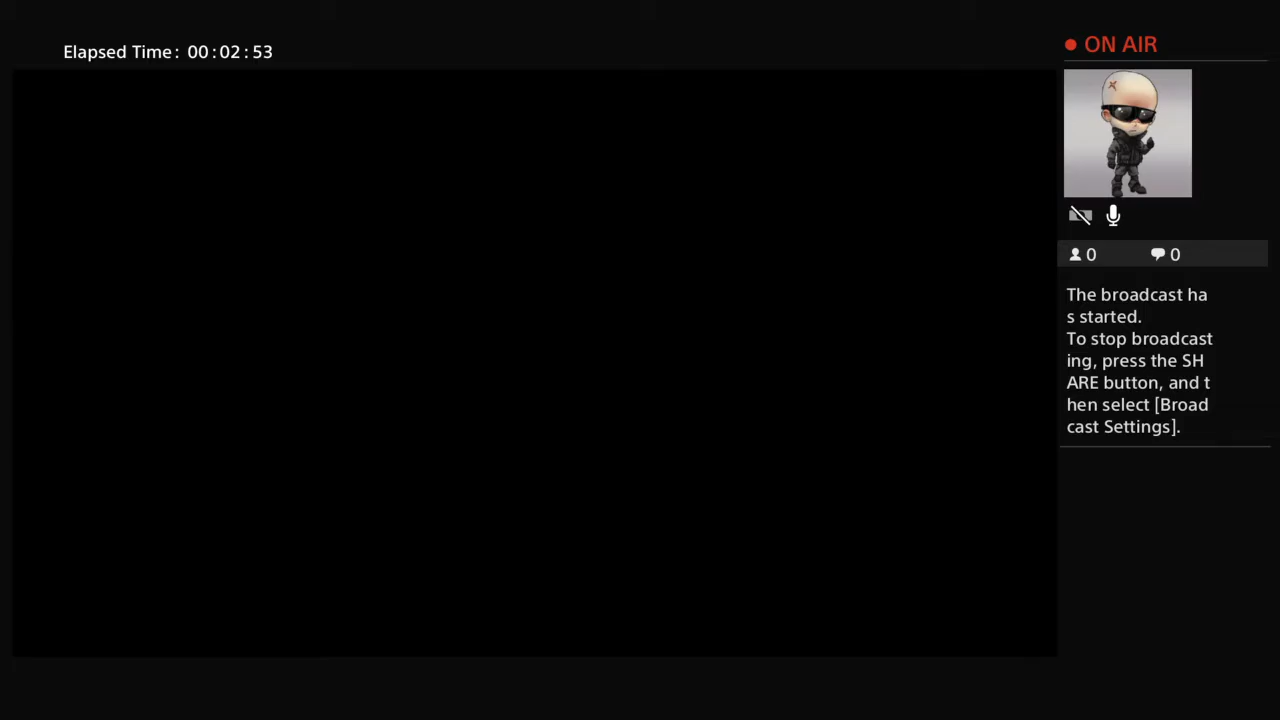 Elapsed Time: 00:02:53
ON AIR
0 0
The broadcast ha
s started.
To stop broadcast
ing, press the SH
ARE button, and t
hen select [Broad
cast Settings].